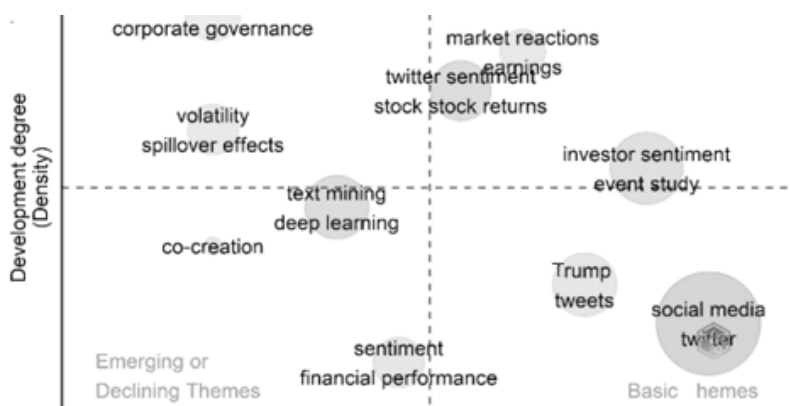 corporate governance
market reactions
earnings
twitter sentiment
stock stock returns
volatility
spillover effects
investor sentiment
event study
text mining
deep learning
co-creation
Trump
tweets
social media
twitter
sentiment
financial performance
Emerging or
Declining Themes
Basic hemes
Development degree
(Density)